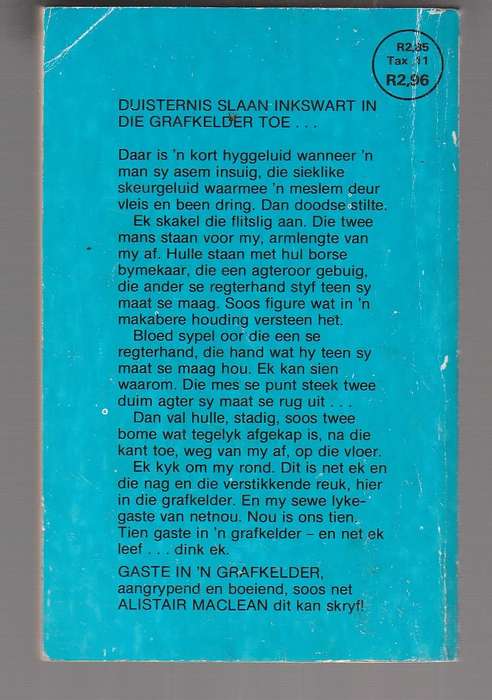 R2,85
Tax ,11
R2,96
DUISTERNIS SLAAN INKSWART IN
DIE GRAFKELDER TOE . . .
Daar is 'n kort hyggeluid wanneer 'n
man sy asem insuig, die sieklike
skeurgeluid waarmee 'n meslem deur
vleis en been dring. Dan doodse stilte.
Ek skakel die flitslig aan. Die twee
mans staan voor my, armlengte van
my af. Hulle staan met hul borse
bymekaar, die een agteroor gebuig,
die ander se regterhand styf teen sy
maat se maag. Soos figure wat in 'n
makabere houding versteen het.
Bloed sypel oor die een se
regterhand, die hand wat hy teen sy
maat se maag hou. Ek kan sien
waarom. Die mes se punt steek twee
duim agter sy maat se rug uit . . .
Dan val hulle, stadig, soos twee
bome wat tegelyk afgekap is, na die
kant toe, weg van my af, op die vloer.
Ek kyk om my rond. Dit is net ek en
die nag en die verstikkende reuk, hier
in die grafkelder. En my sewe lyke-
gaste van netnou. Nou is ons tien.
Tien gaste in 'n grafkelder – en net ek
leef . . . dink ek.
GASTE IN 'N GRAFKELDER,
aangrypend en boeiend, soos net
ALISTAIR MACLEAN dit kan skryf!